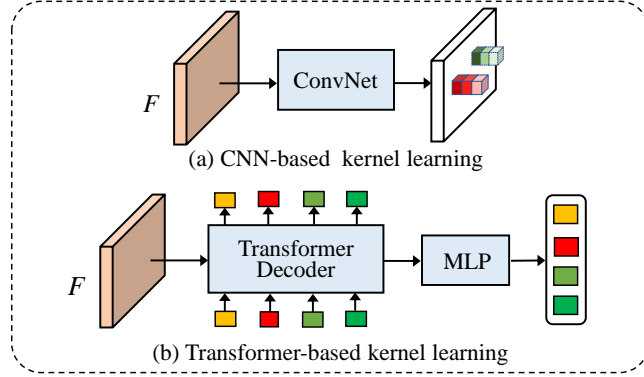 F
ConvNet
(a) CNN-based kernel learning
F
Transformer
Decoder
MLP
(b) Transformer-based kernel learning